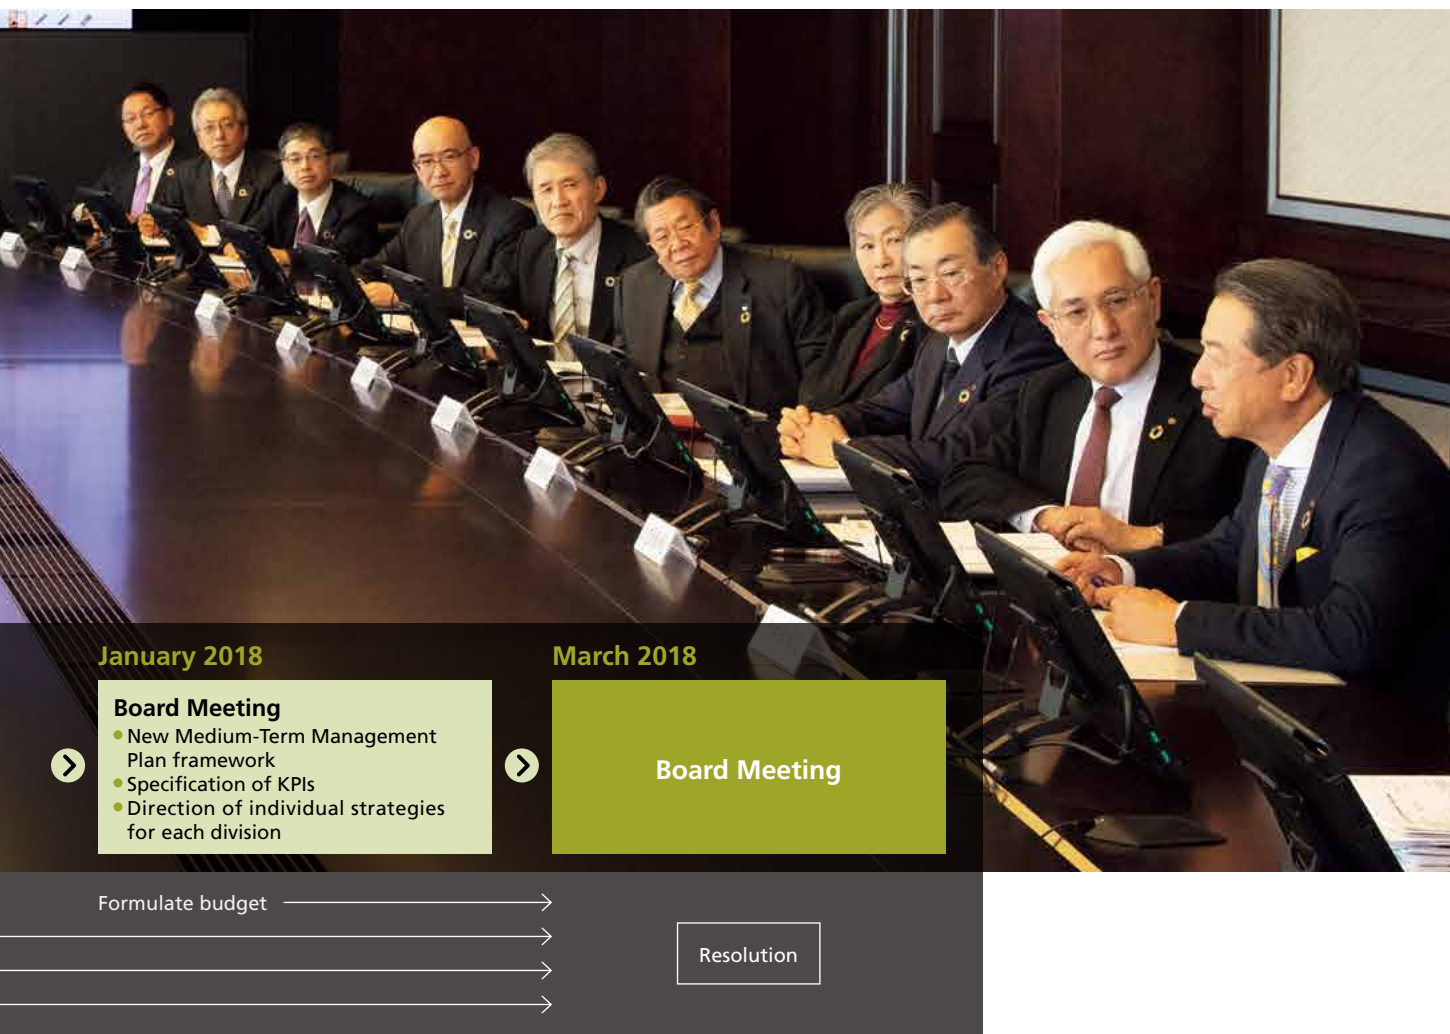 January 2018
March 2018
Board Meeting
• New Medium-Term Management
Plan framework
• Specification of KPIs
• Direction of individual strategies
for each division
Board Meeting
Formulate budget
Resolution